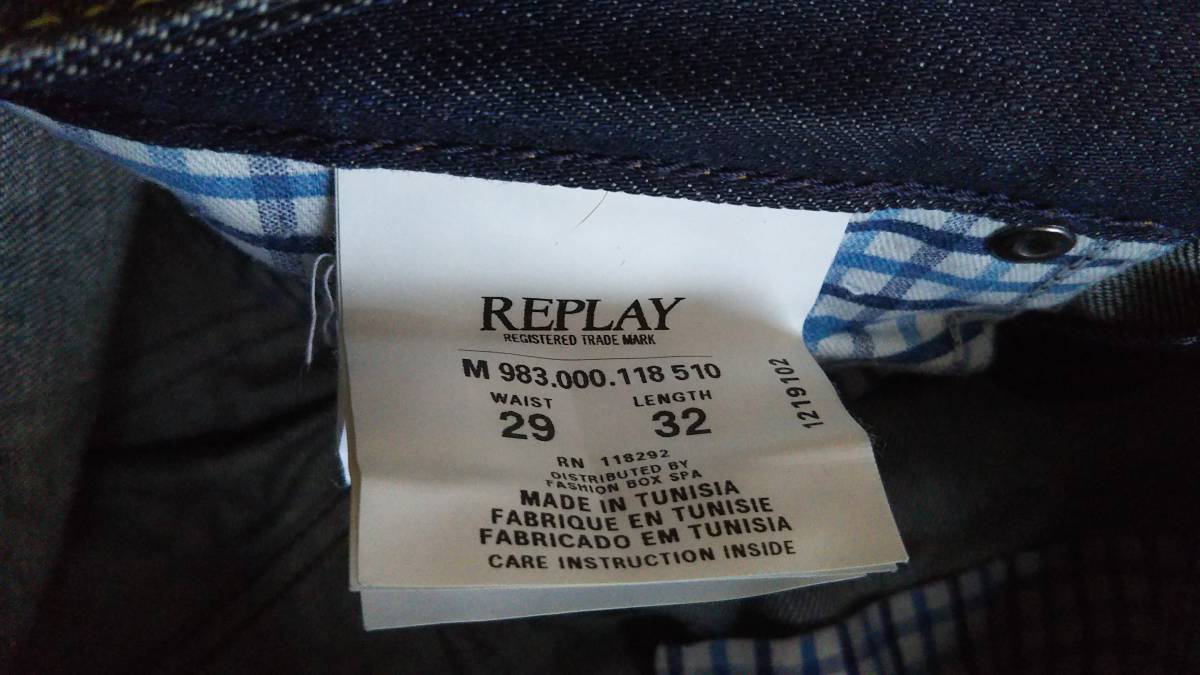 REPLAY
REGISTERED TRADE MARK
M 983.000.118 510
WAIST LENGTH
29 32
1219102
RN 118292
DISTRIBUTED BY
FASHION BOX SPA
MADE IN TUNISIA
FABRIQUE EN TUNISIE
FABRICADO EM TUNISIA
CARE INSTRUCTION INSIDE